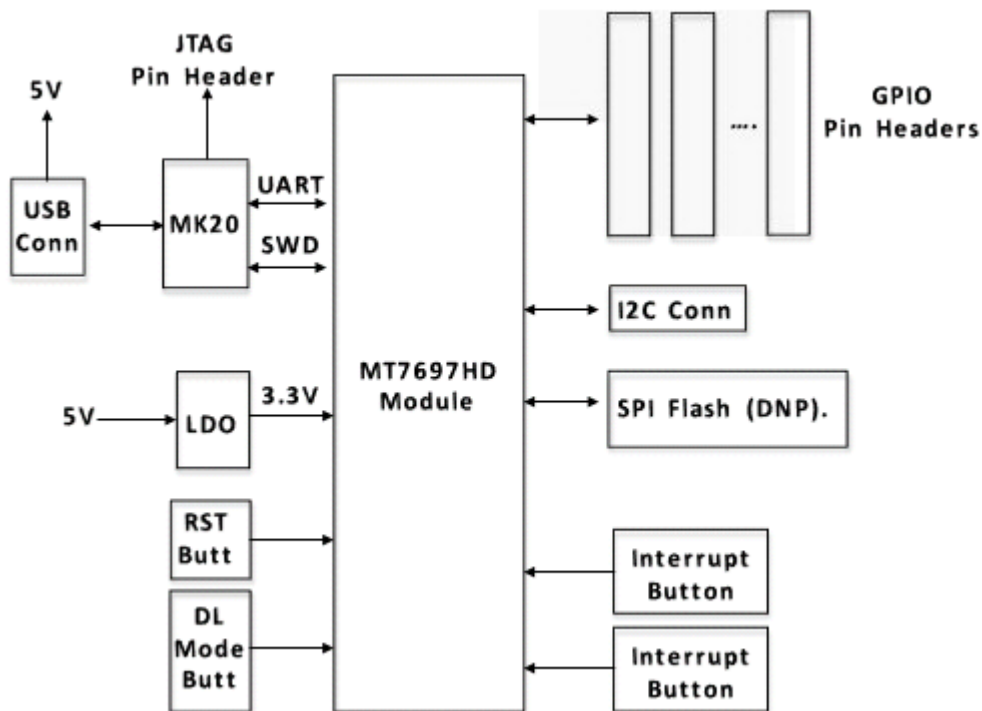 JTAG
Pin Header
5V
USB
Conn
MK20
UART
SWD
5V
LDO
3.3V
RST
Butt
DL
Mode
Butt
MT7697HD
Module
....
GPIO
Pin Headers
I2C Conn
SPI Flash (DNP).
Interrupt
Button
Interrupt
Button